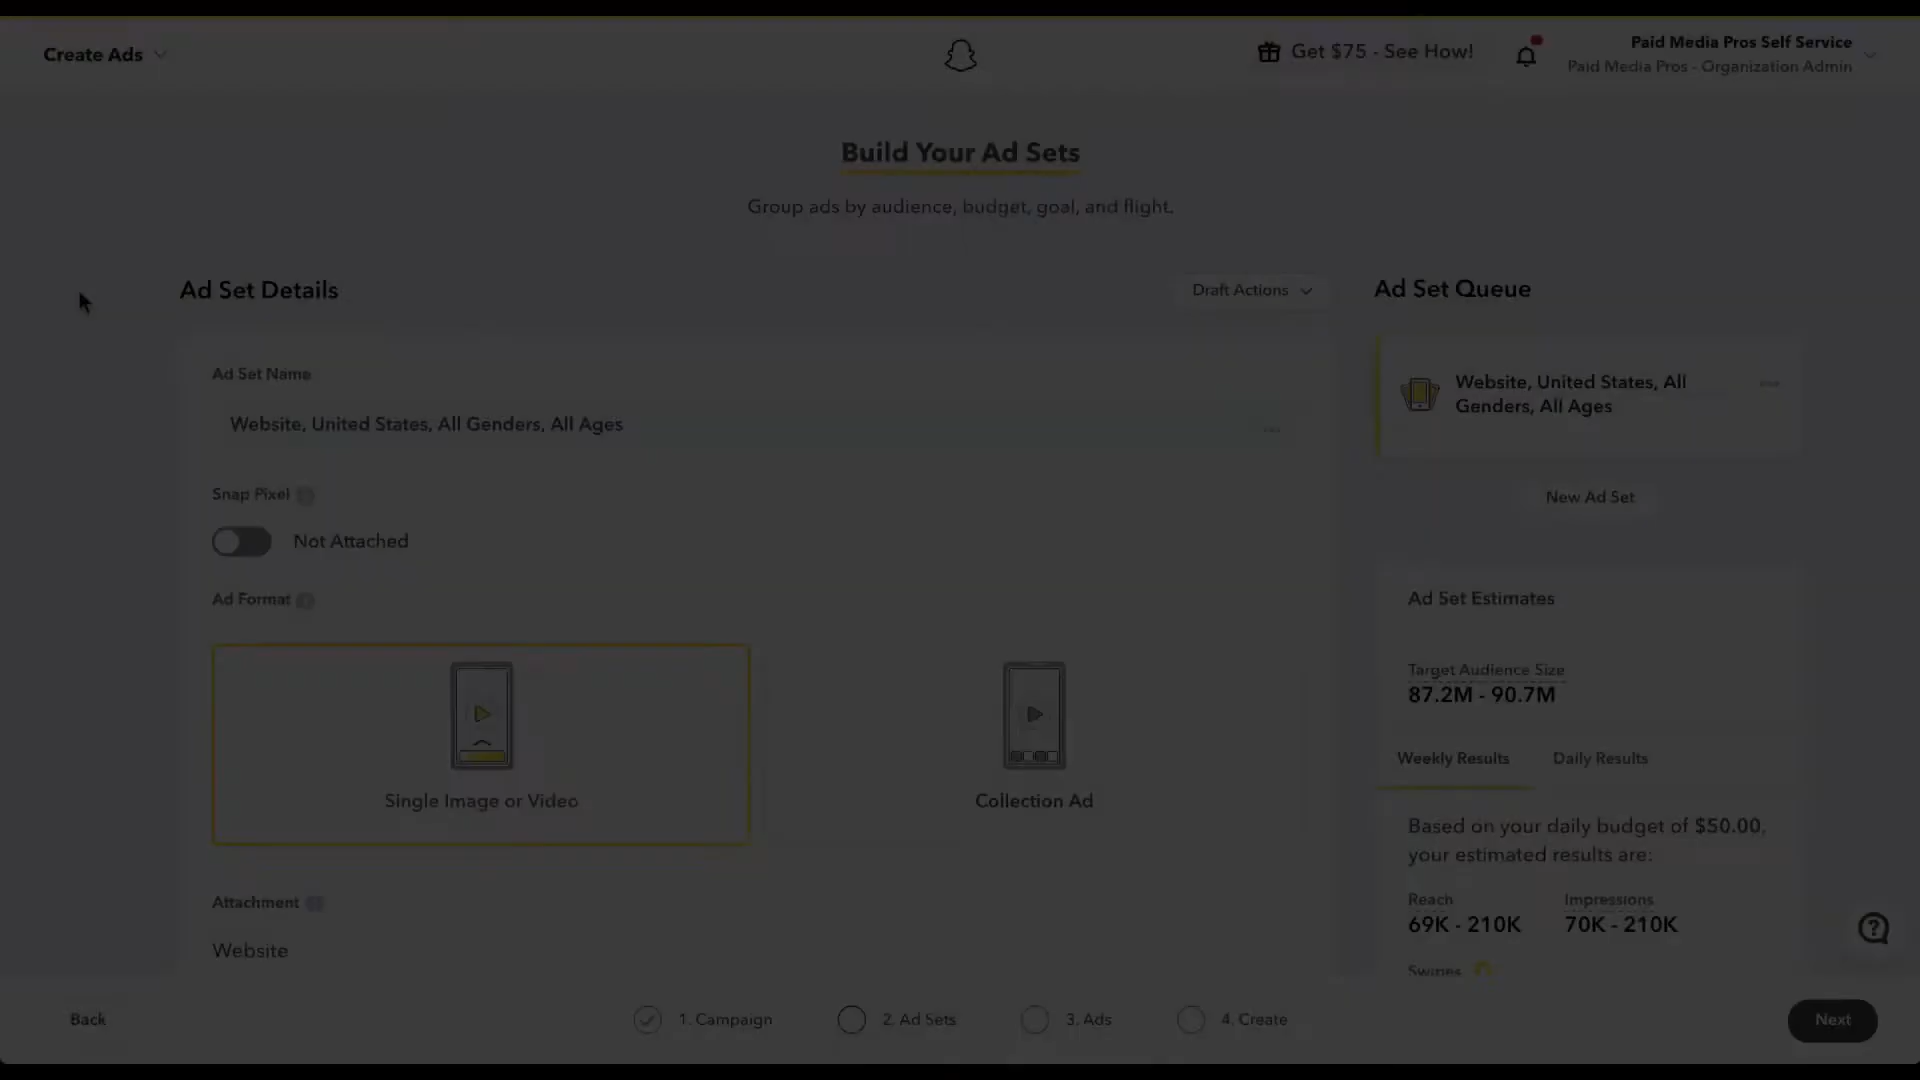 Create Ads
Get $75 - See How!
Paid Media Pros Self Service
Paid Media Pros - Organization Admin
Build Your Ad Sets
Group ads by audience, budget, goal, and flight.
Ad Set Details
Draft Actions
Ad Set Name
Website, United States, All Genders, All Ages
Snap Pixel
Not Attached
Ad Format
Single Image or Video
Collection Ad
Attachment
Website
Ad Set Queue
Website, United States, All
Genders, All Ages
New Ad Set
Ad Set Estimates
Target Audience Size
87.2M - 90.7M
Weekly Results
Daily Results
Based on your daily budget of $50.00,
your estimated results are:
Reach
Impressions
69K - 210K
70K - 210K
Swipes
Back
1. Campaign
2. Ad Sets
3. Ads
4. Create
Next